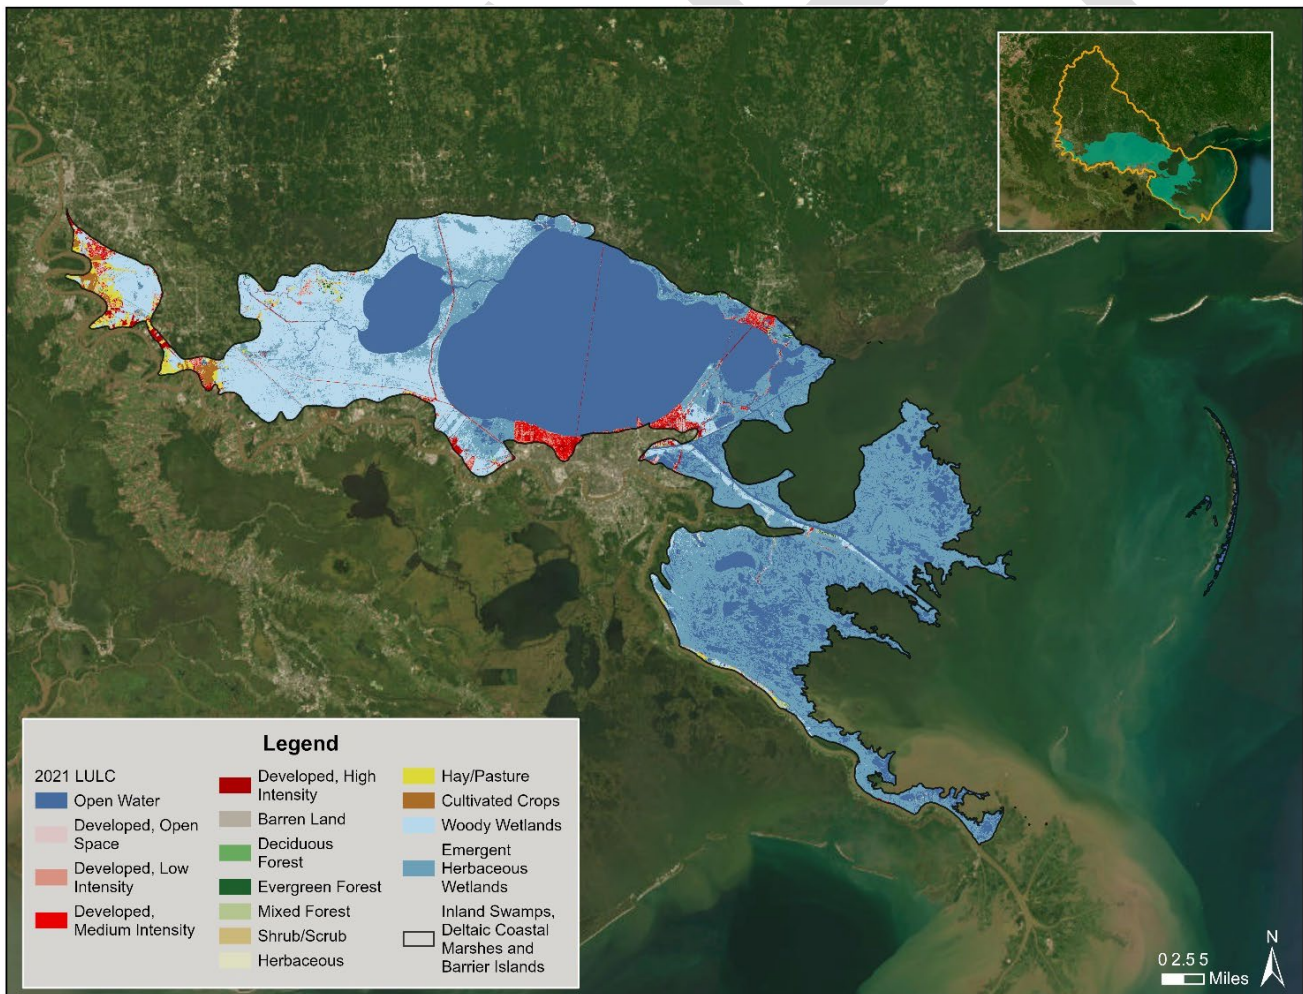 Legend
2021 LULC
Open Water
Developed, Open
Space
Developed, Low
Intensity
Developed,
Medium Intensity
Developed, High
Intensity
Barren Land
Deciduous
Forest
Evergreen Forest
Mixed Forest
Shrub/Scrub
Herbaceous
Hay/Pasture
Cultivated Crops
Woody Wetlands
Emergent
Herbaceous
Wetlands
Inland Swamps,
Deltaic Coastal
Marshes and
Barrier Islands
N
0 2.5 5
Miles